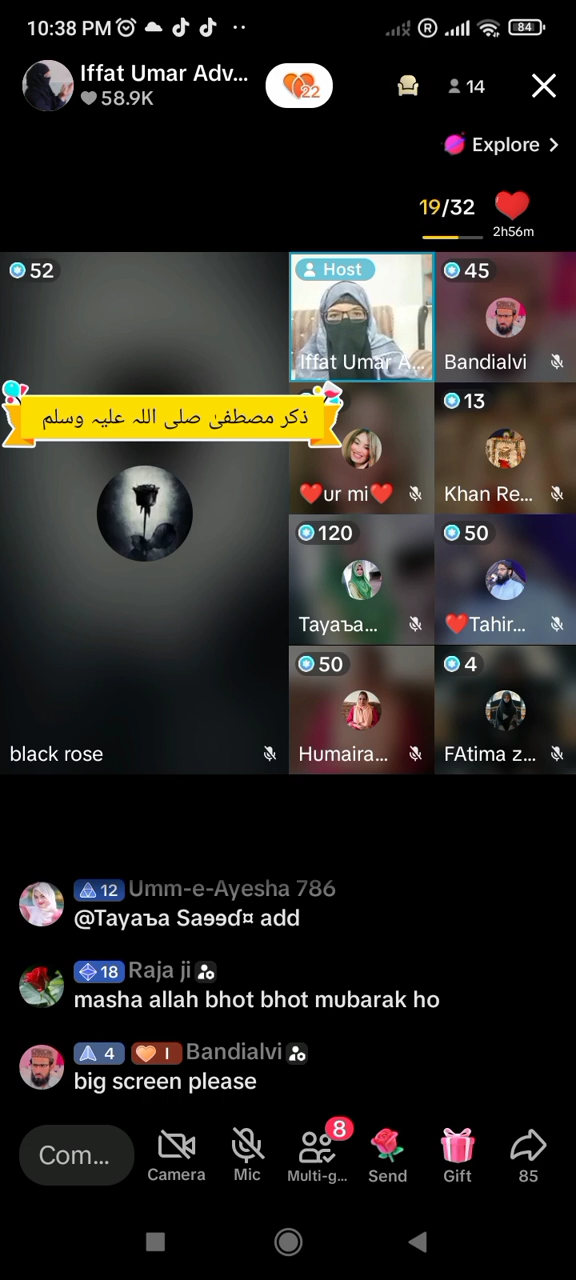 10:38 PM
84
Iffat Umar Adv...
58.9K
22
14
Explore
19/32
2h56m
52
Host
Iffat Umar A...
45
Bandialvi
ذکر مصطفیٰ صلی اللہ علیہ وسلم
❤️ur mi❤️
13
Khan Re...
120
Tayaъa...
50
❤️Tahir...
50
Humaira...
4
FAtima z...
black rose
12 Umm-e-Ayesha 786
@Tayaъa Saɘɘd¤ add
18 Raja ji
masha allah bhot bhot mubarak ho
4 I Bandialvi
big screen please
8
Com...
Camera
Mic
Multi-g...
Send
Gift
85